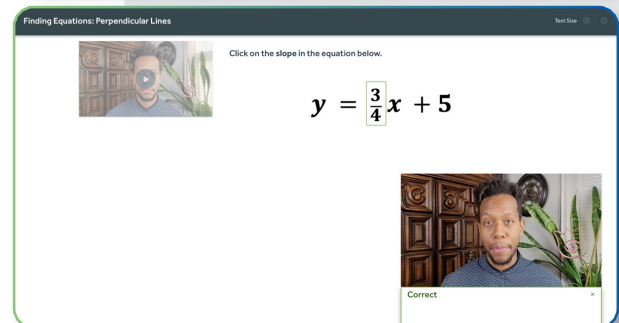 Finding Equations: Perpendicular Lines
Text Size
Click on the slope in the equation below.
y = 3/4 x + 5
Correct
×